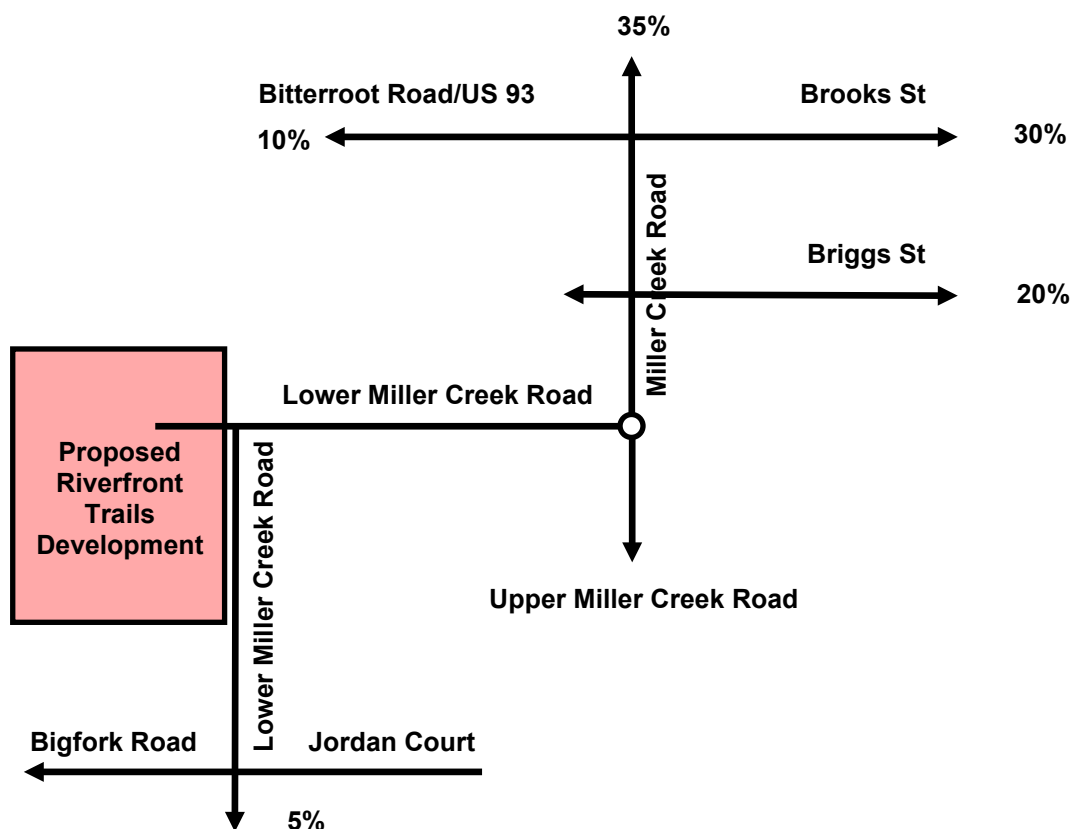 35%
Bitterroot Road/US 93
Brooks St
10%
30%
Miller Creek Road
Briggs St
20%
Lower Miller Creek Road
Proposed
Riverfront
Trails
Development
Lower Miller Creek Road
Upper Miller Creek Road
Bigfork Road
Jordan Court
5%